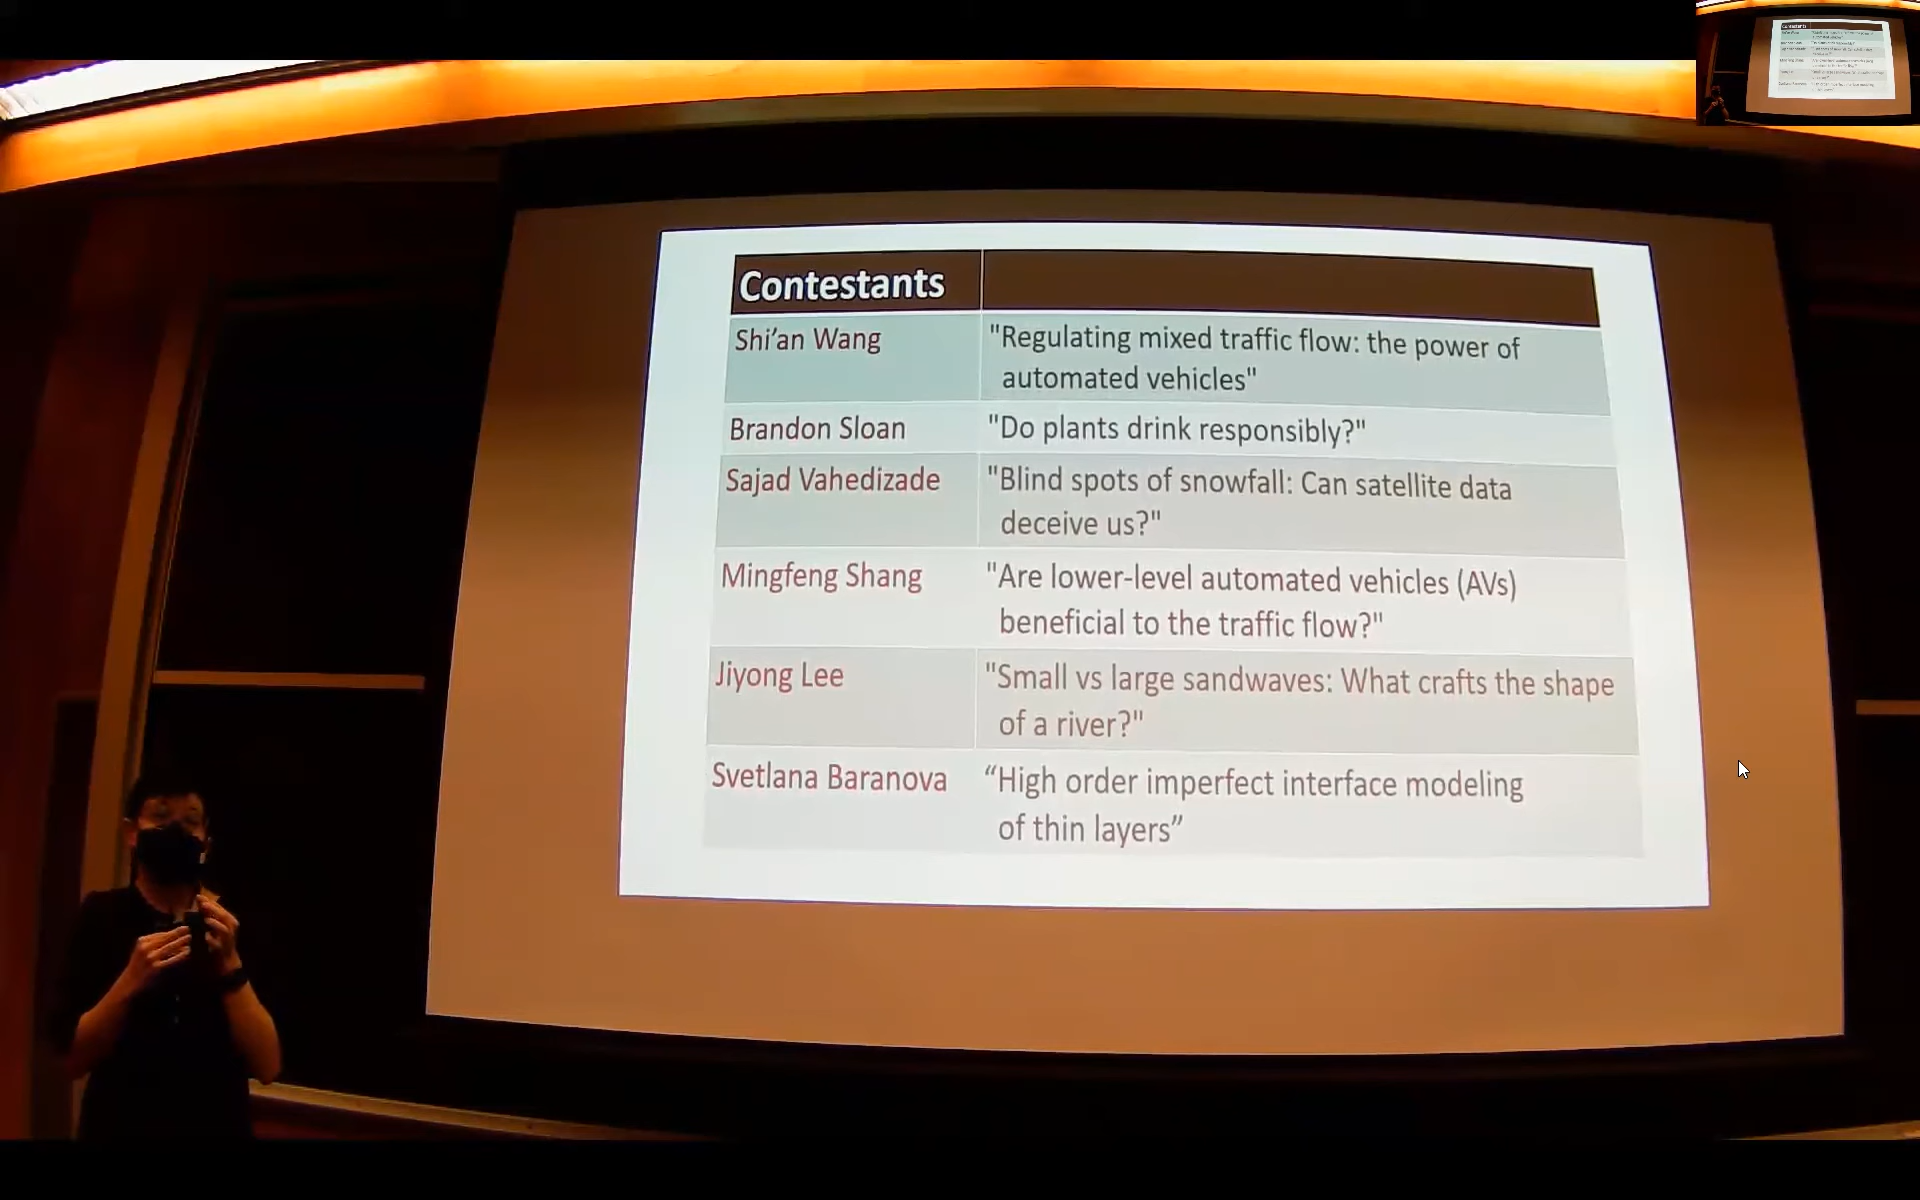 Contestants
Shi’an Wang
"Regulating mixed traffic flow: the power of
automated vehicles"
Brandon Sloan
"Do plants drink responsibly?"
Sajad Vahedizade
"Blind spots of snowfall: Can satellite data
deceive us?"
Mingfeng Shang
"Are lower-level automated vehicles (AVs)
beneficial to the traffic flow?"
Jiyong Lee
"Small vs large sandwaves: What crafts the shape
of a river?"
Svetlana Baranova
“High order imperfect interface modeling
of thin layers”